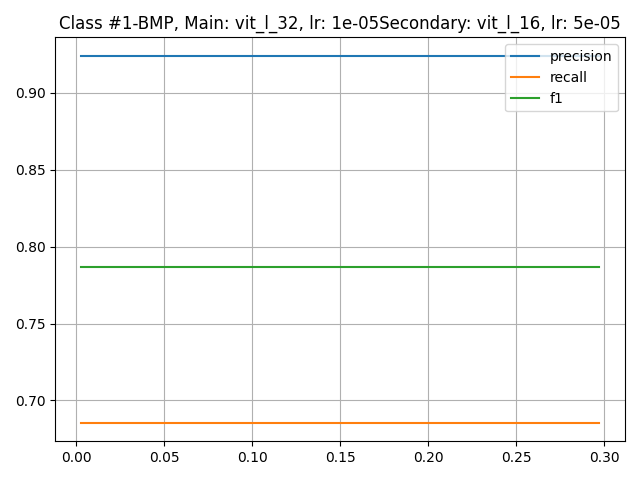 Class #1-BMP, Main: vit_l_32, lr: 1e-05Secondary: vit_l_16, lr: 5e-05
precision
recall
f1
0.90
0.85
0.80
0.75
0.70
0.00 0.05 0.10 0.15 0.20 0.25 0.30